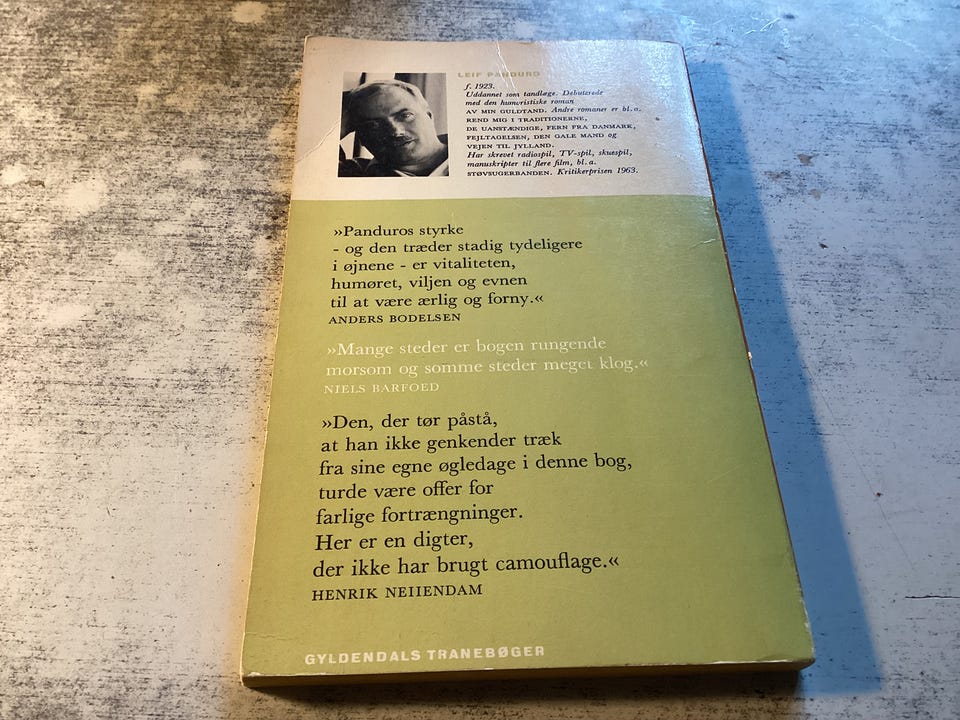 LEIF PANDURO
f. 1923.
Uddannet som tandlæge. Debuterede
med den humoristiske roman
AV MIN GULDTAND. Andre romaner er bl. a.
REND MIG I TRADITIONERNE,
DE UANSTÆNDIGE, FERN FRA DANMARK,
FEJLTAGELSEN, DEN GALE MAND og
VEJEN TIL JYLLAND.
Har skrevet radiospil, TV-spil, skuespil,
manuskripter til flere film, bl. a.
STØVSUGERBANDEN. Kritikerprisen 1963.
»Panduros styrke
- og den træder stadig tydeligere
i øjnene - er vitaliteten,
humøret, viljen og evnen
til at være ærlig og forny.«
ANDERS BODELSEN
»Mange steder er bogen rungende
morsom og somme steder meget klog.«
NIELS BARFOED
»Den, der tør påstå,
at han ikke genkender træk
fra sine egne øgledage i denne bog,
turde være offer for
farlige fortrængninger.
Her er en digter,
der ikke har brugt camouflage.«
HENRIK NEIIENDAM
GYLDENDALS TRANEBØGER